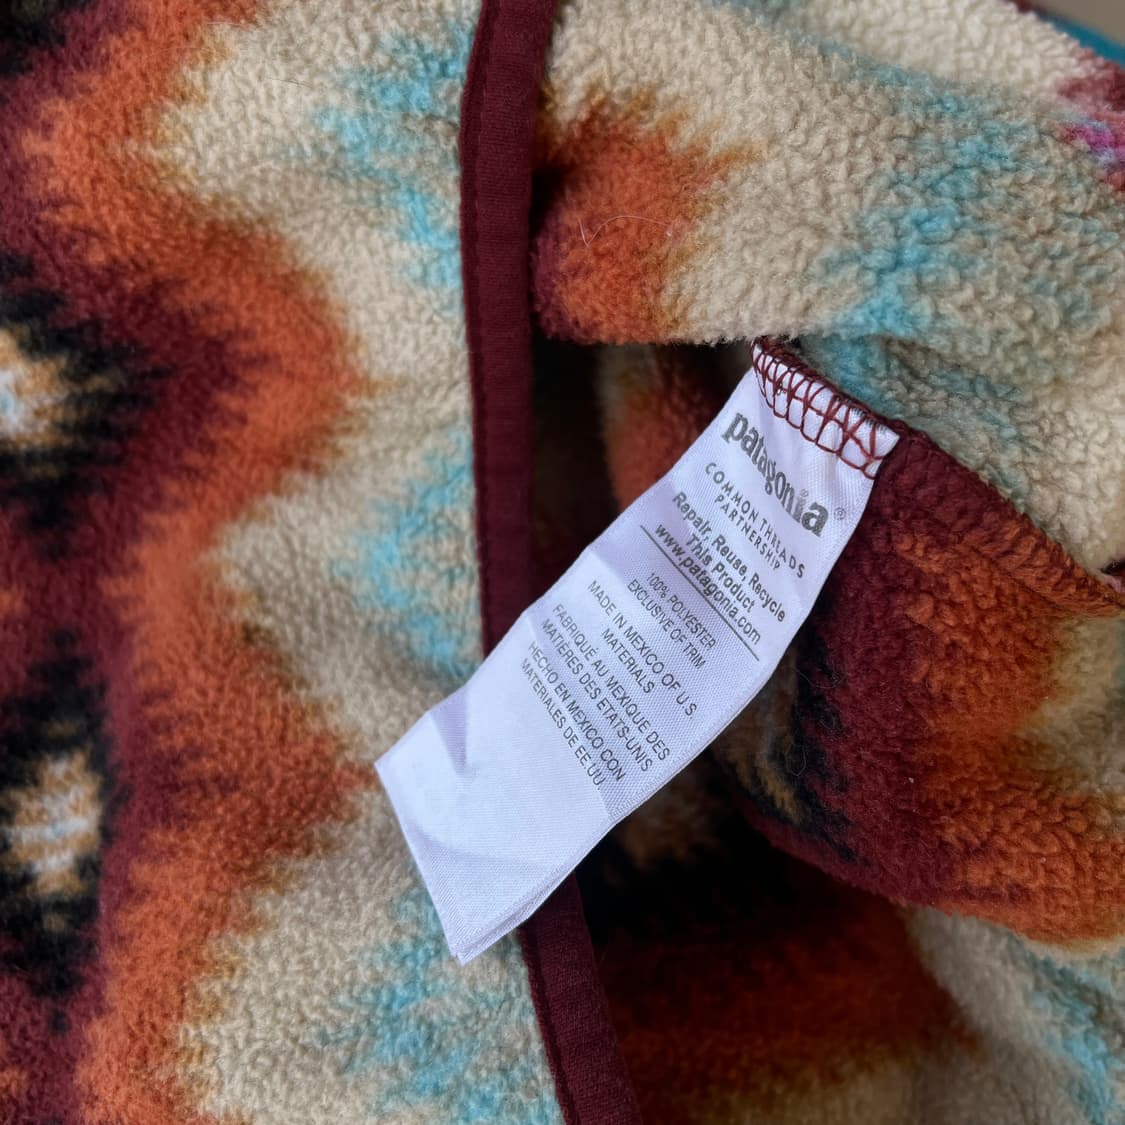 patagonia®
COMMON THREADS
PARTNERSHIP
Repair, Reuse, Recycle
This Product
www.patagonia.com
100% POLYESTER
EXCLUSIVE OF TRIM
MADE IN MEXICO OF U.S.
MATERIALS
FABRIQUÉ AU MEXIQUE DES
MATIÈRES DES ETATS-UNIS
HECHO EN MEXICO CON
MATERIALES DE EE.UU.